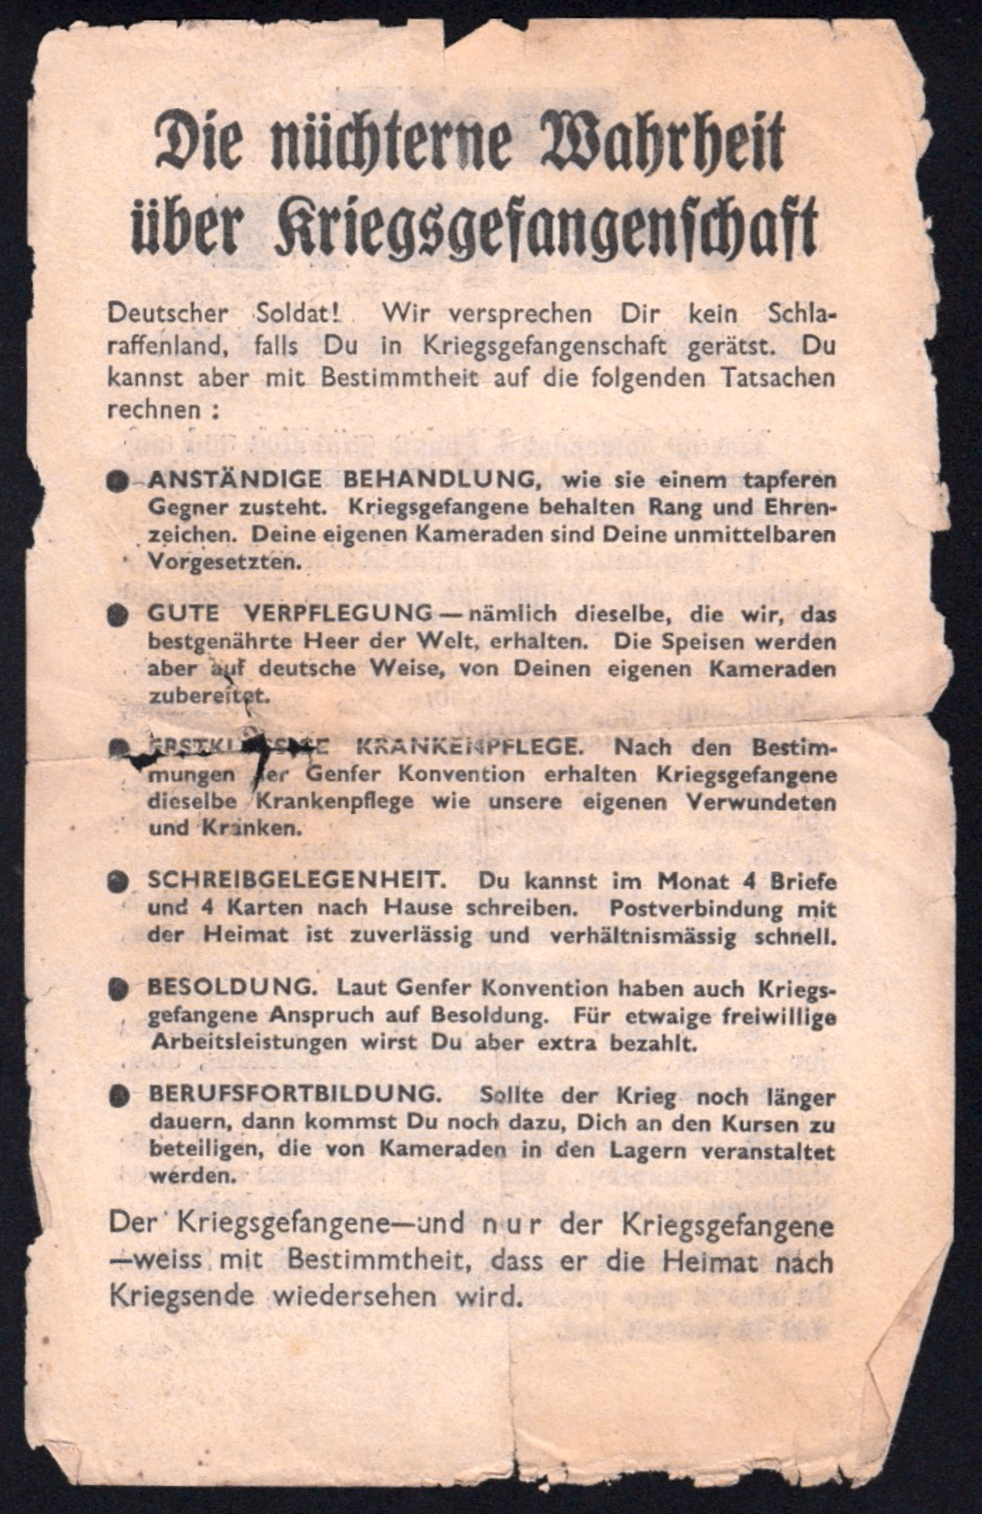 Die nüchterne Wahrheit
über Kriegsgefangenschaft
Deutscher Soldat! Wir versprechen Dir kein Schla-
raffenland, falls Du in Kriegsgefangenschaft gerätst. Du
kannst aber mit Bestimmtheit auf die folgenden Tatsachen
rechnen :
● ANSTÄNDIGE BEHANDLUNG, wie sie einem tapferen
Gegner zusteht. Kriegsgefangene behalten Rang und Ehren-
zeichen. Deine eigenen Kameraden sind Deine unmittelbaren
Vorgesetzten.
● GUTE VERPFLEGUNG — nämlich dieselbe, die wir, das
bestgenährte Heer der Welt, erhalten. Die Speisen werden
aber auf deutsche Weise, von Deinen eigenen Kameraden
zubereitet.
● ERSTKLASSIGE KRANKENPFLEGE. Nach den Bestim-
mungen der Genfer Konvention erhalten Kriegsgefangene
dieselbe Krankenpflege wie unsere eigenen Verwundeten
und Kranken.
● SCHREIBGELEGENHEIT. Du kannst im Monat 4 Briefe
und 4 Karten nach Hause schreiben. Postverbindung mit
der Heimat ist zuverlässig und verhältnismässig schnell.
● BESOLDUNG. Laut Genfer Konvention haben auch Kriegs-
gefangene Anspruch auf Besoldung. Für etwaige freiwillige
Arbeitsleistungen wirst Du aber extra bezahlt.
● BERUFSFORTBILDUNG. Sollte der Krieg noch länger
dauern, dann kommst Du noch dazu, Dich an den Kursen zu
beteiligen, die von Kameraden in den Lagern veranstaltet
werden.
Der Kriegsgefangene—und nur der Kriegsgefangene
—weiss mit Bestimmtheit, dass er die Heimat nach
Kriegsende wiedersehen wird.